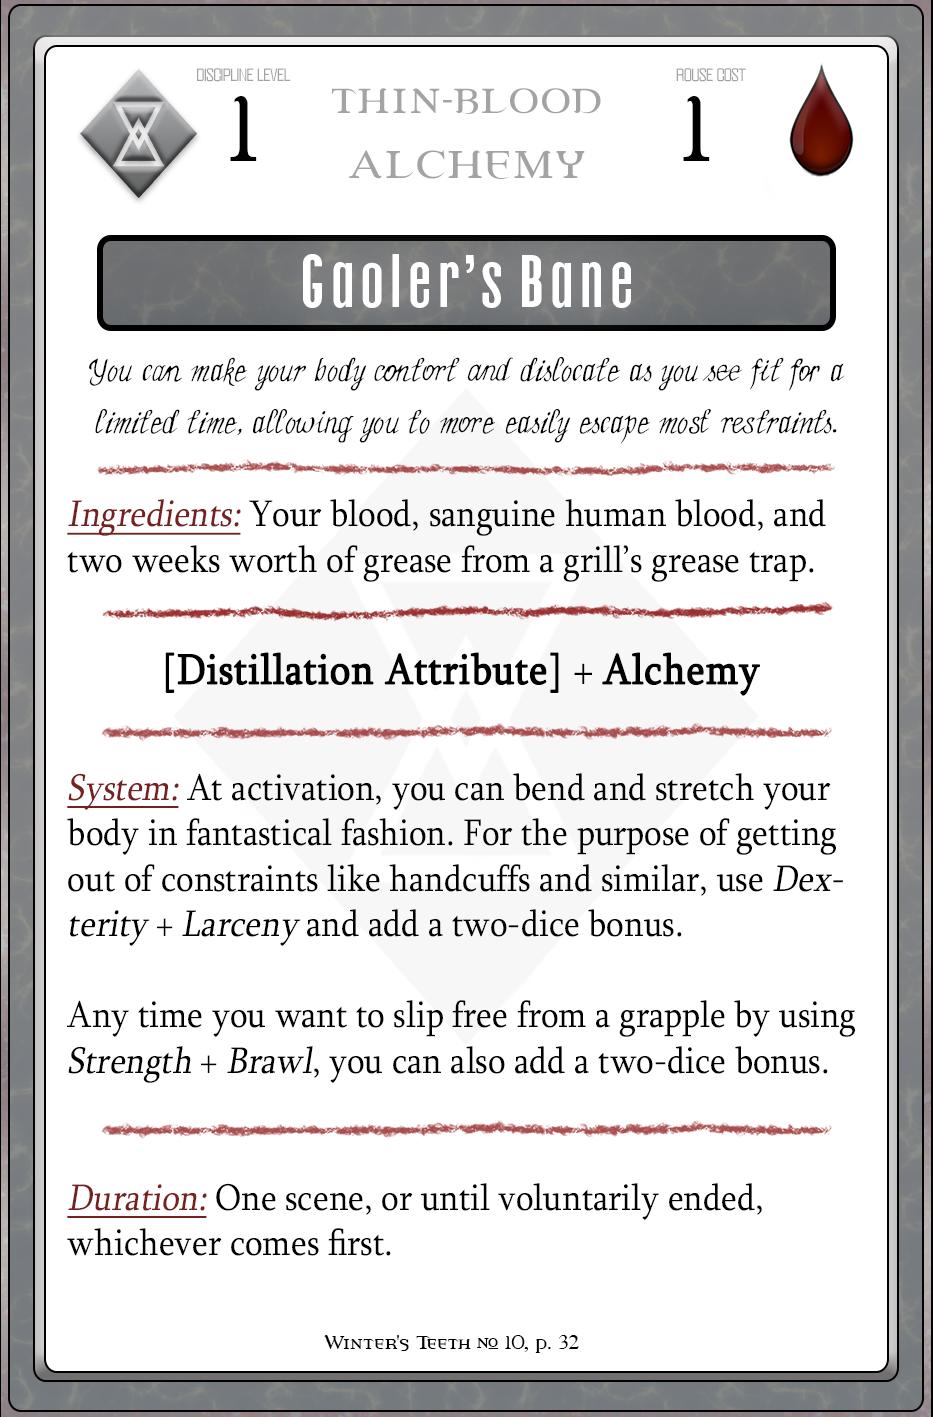 DISCIPLINE LEVEL
1
THIN-BLOOD
ALCHEMY
ROUSE COST
1
Gaoler's Bane
You can make your body contort and dislocate as you see fit for a
limited time, allowing you to more easily escape most restraints.
Ingredients: Your blood, sanguine human blood, and
two weeks worth of grease from a grill's grease trap.
[Distillation Attribute] + Alchemy
System: At activation, you can bend and stretch your
body in fantastical fashion. For the purpose of getting
out of constraints like handcuffs and similar, use Dex-
terity + Larceny and add a two-dice bonus.
Any time you want to slip free from a grapple by using
Strength + Brawl, you can also add a two-dice bonus.
Duration: One scene, or until voluntarily ended,
whichever comes first.
Winter's Teeth № 10, p. 32